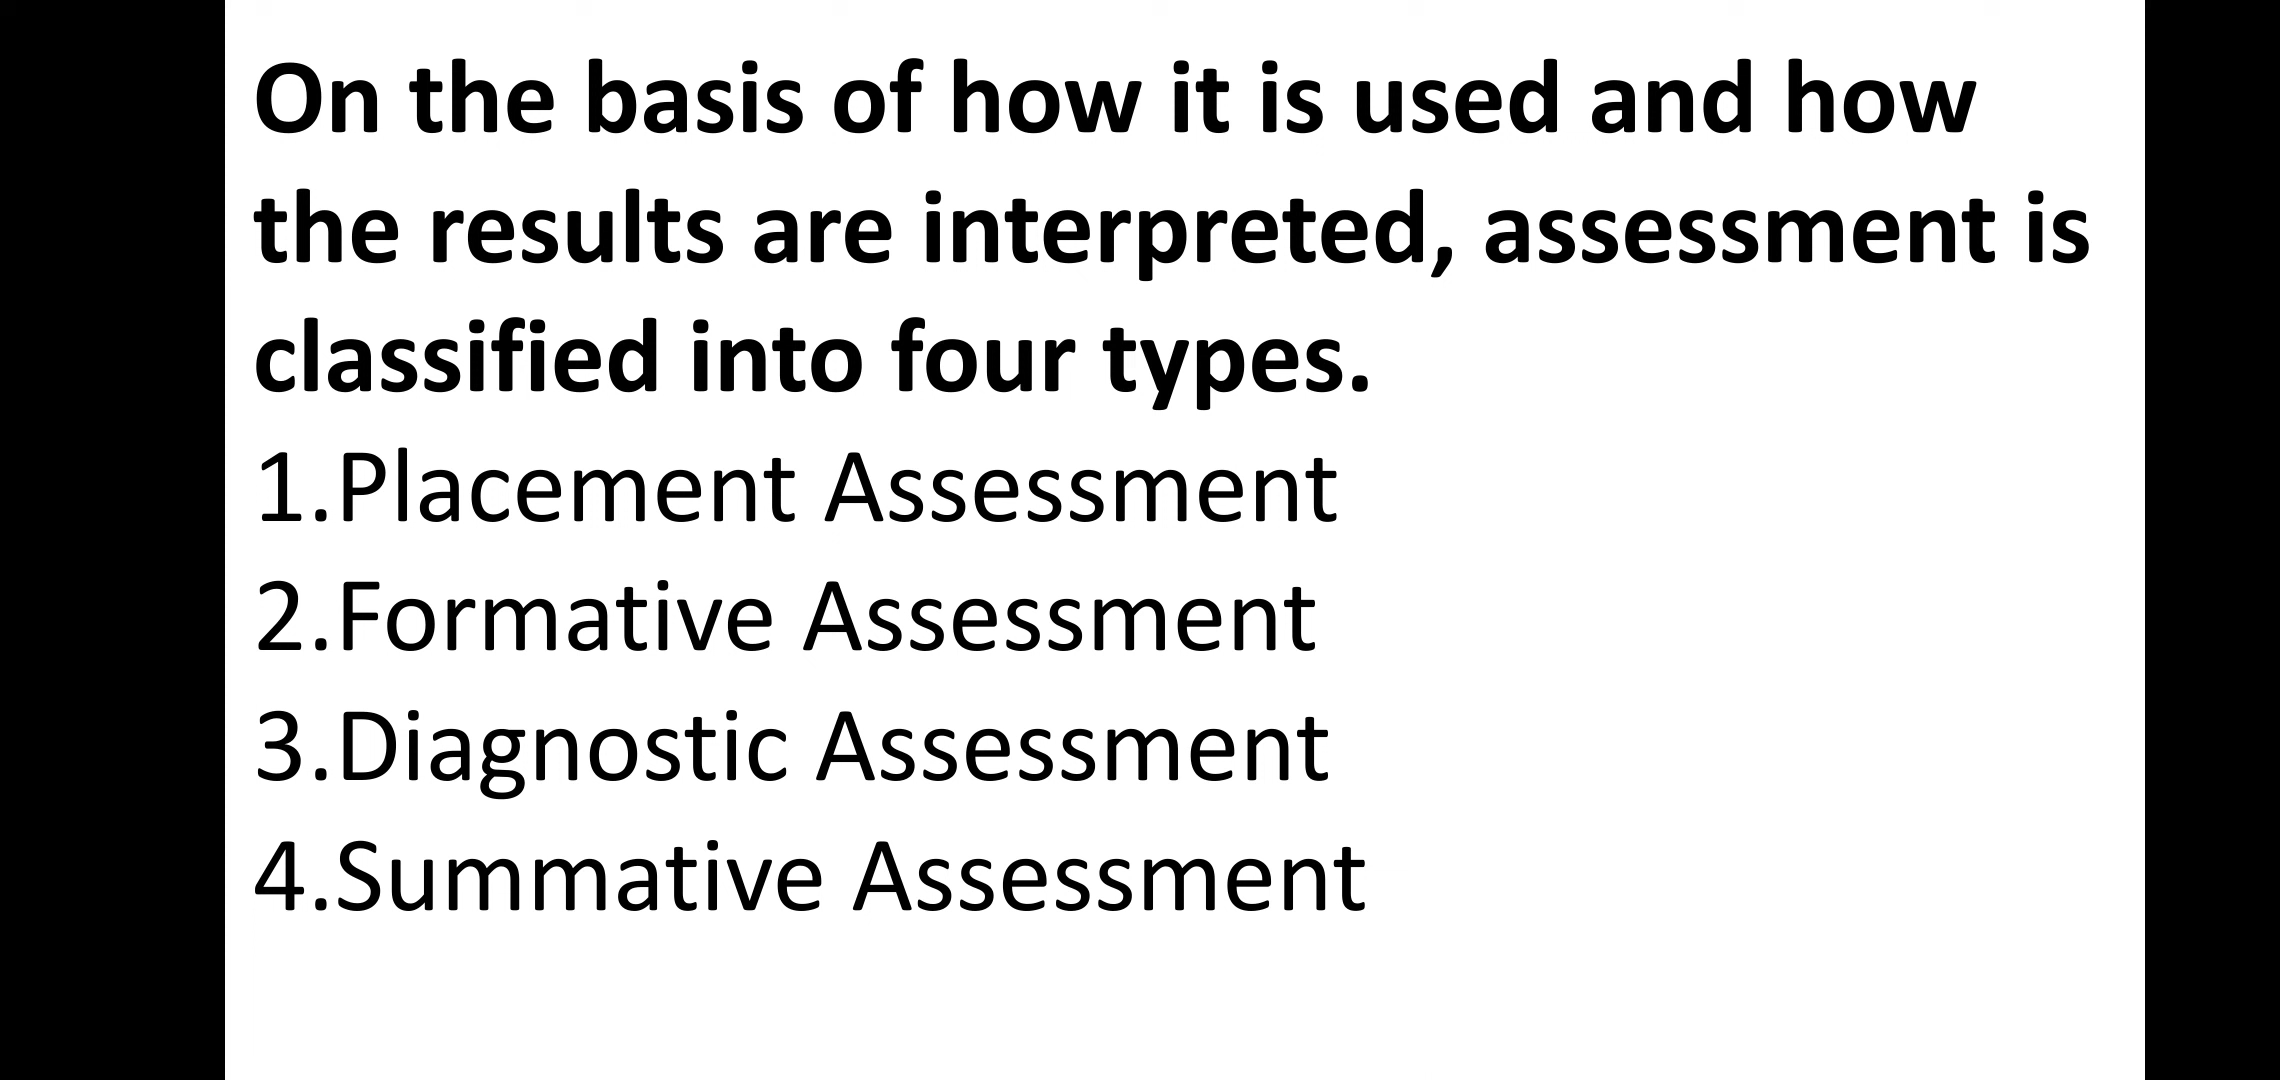 On the basis of how it is used and how
the results are interpreted, assessment is
classified into four types.
1.Placement Assessment
2.Formative Assessment
3.Diagnostic Assessment
4.Summative Assessment